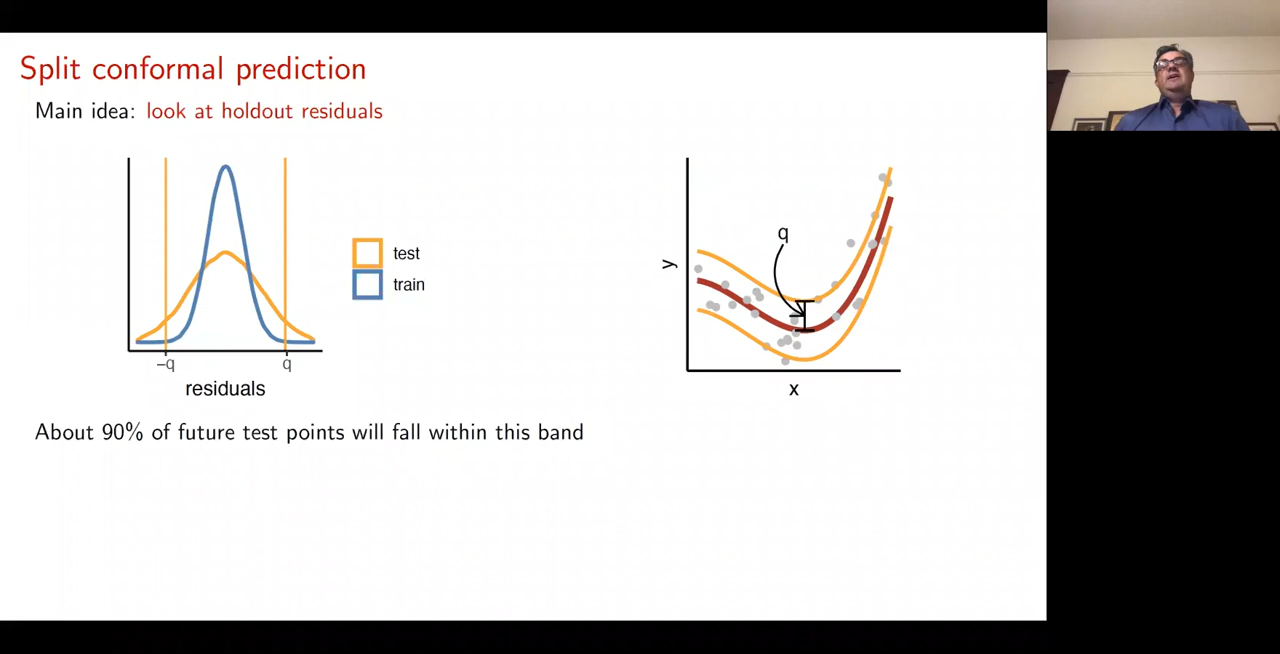 Split conformal prediction
Main idea: look at holdout residuals
test
train
−q
q
residuals
q
y
x
About 90% of future test points will fall within this band